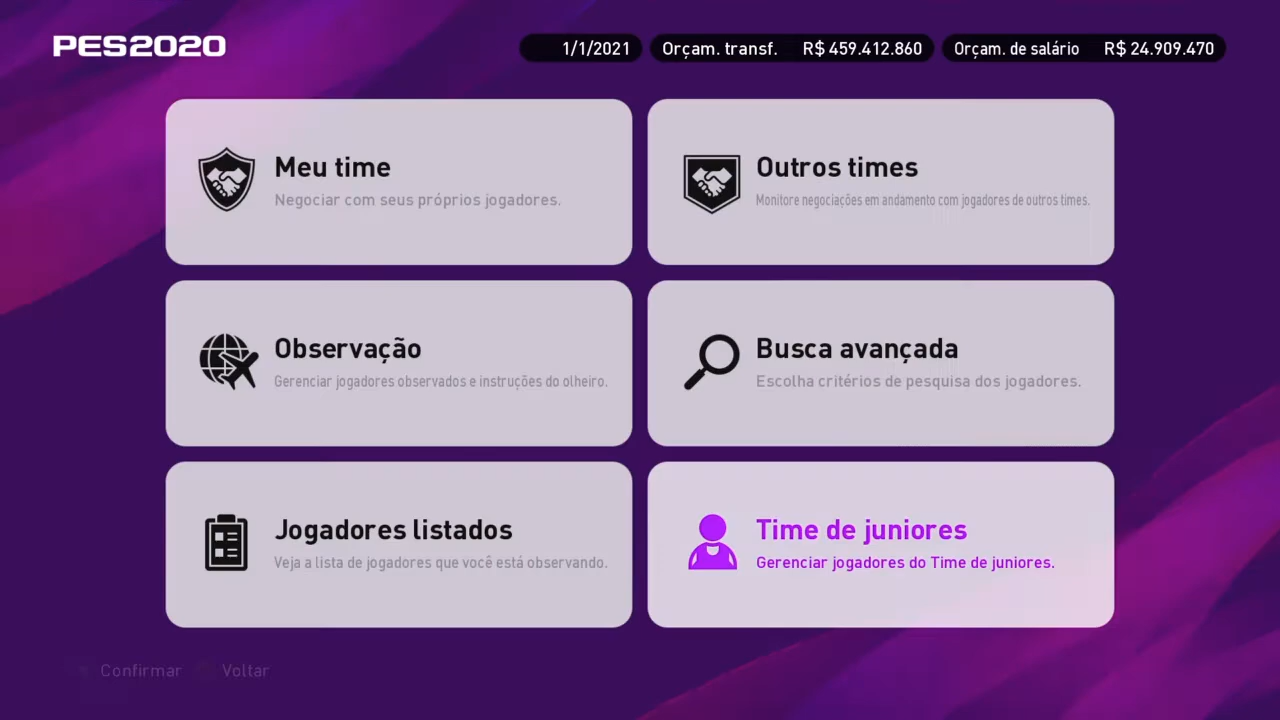 PES2020
1/1/2021 Orçam. transf. R$ 459.412.860 Orçam. de salário R$ 24.909.470
Meu time
Negociar com seus próprios jogadores.
Outros times
Monitore negociações em andamento com jogadores de outros times.
Observação
Gerenciar jogadores observados e instruções do olheiro.
Busca avançada
Escolha critérios de pesquisa dos jogadores.
Jogadores listados
Veja a lista de jogadores que você está observando.
Time de juniores
Gerenciar jogadores do Time de juniores.
Confirmar Voltar